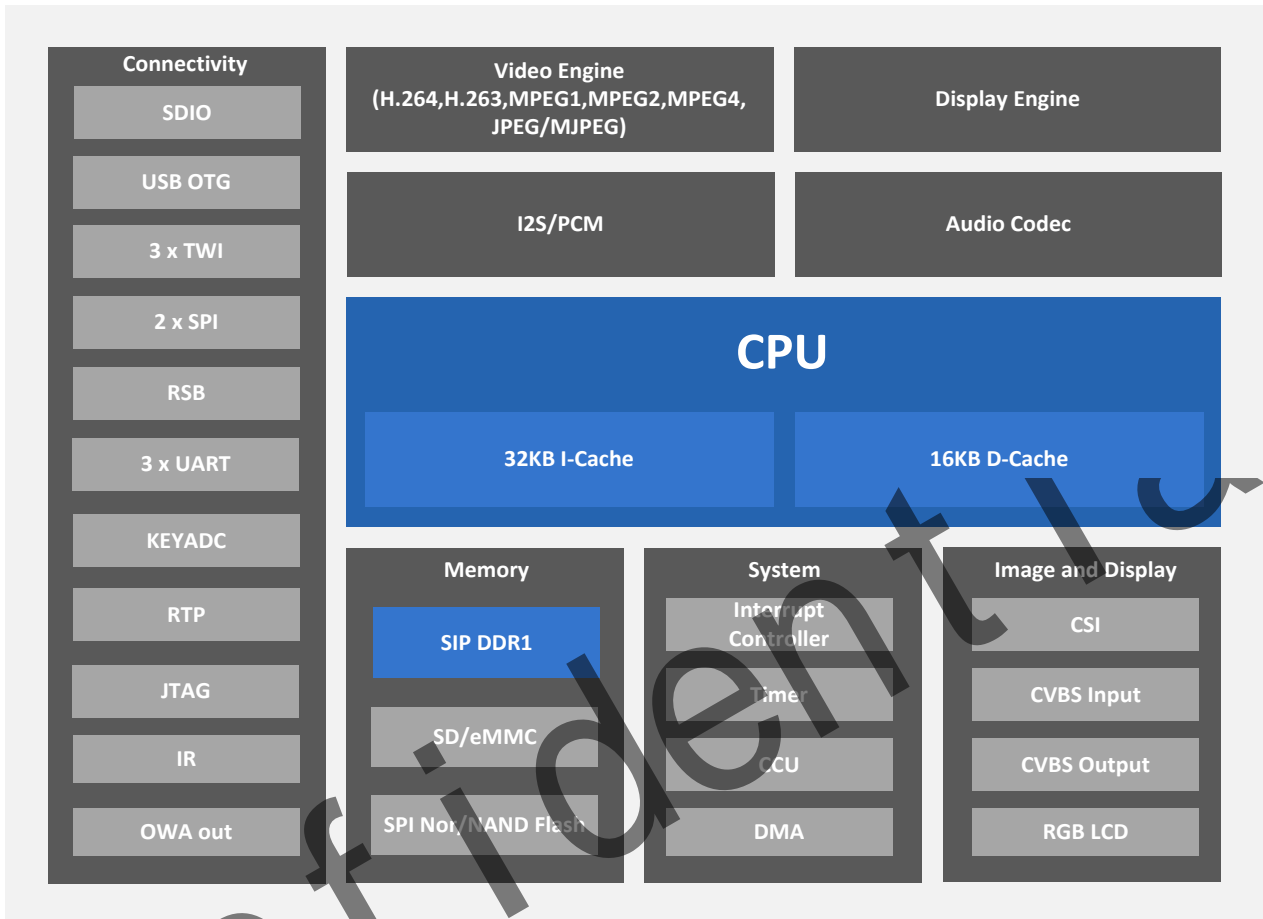 Connectivity
SDIO
USB OTG
3 x TWI
2 x SPI
RSB
3 x UART
KEYADC
RTP
JTAG
IR
OWA out
Video Engine
(H.264,H.263,MPEG1,MPEG2,MPEG4,
JPEG/MJPEG)
Display Engine
I2S/PCM
Audio Codec
CPU
32KB I-Cache
16KB D-Cache
Memory
SIP DDR1
SD/eMMC
SPI Nor/NAND Flash
System
Interrupt
Controller
Timer
CCU
DMA
Image and Display
CSI
CVBS Input
CVBS Output
RGB LCD